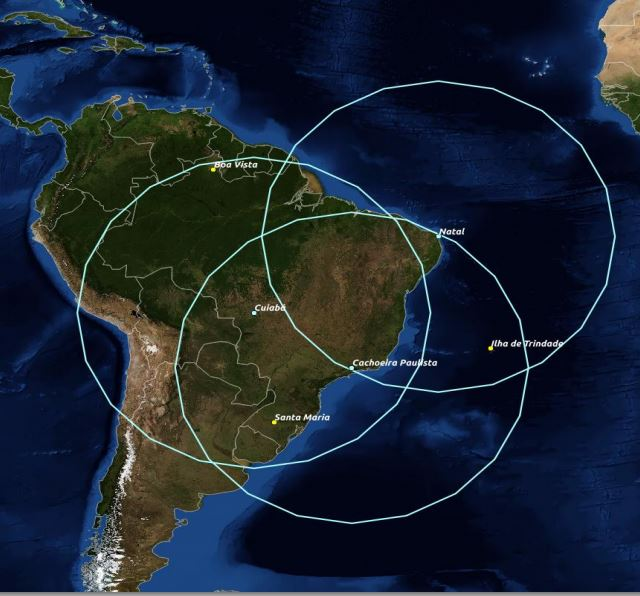 Boa Vista
Natal
Cuiabá
Ilha de Trindade
Cachoeira Paulista
Santa Maria